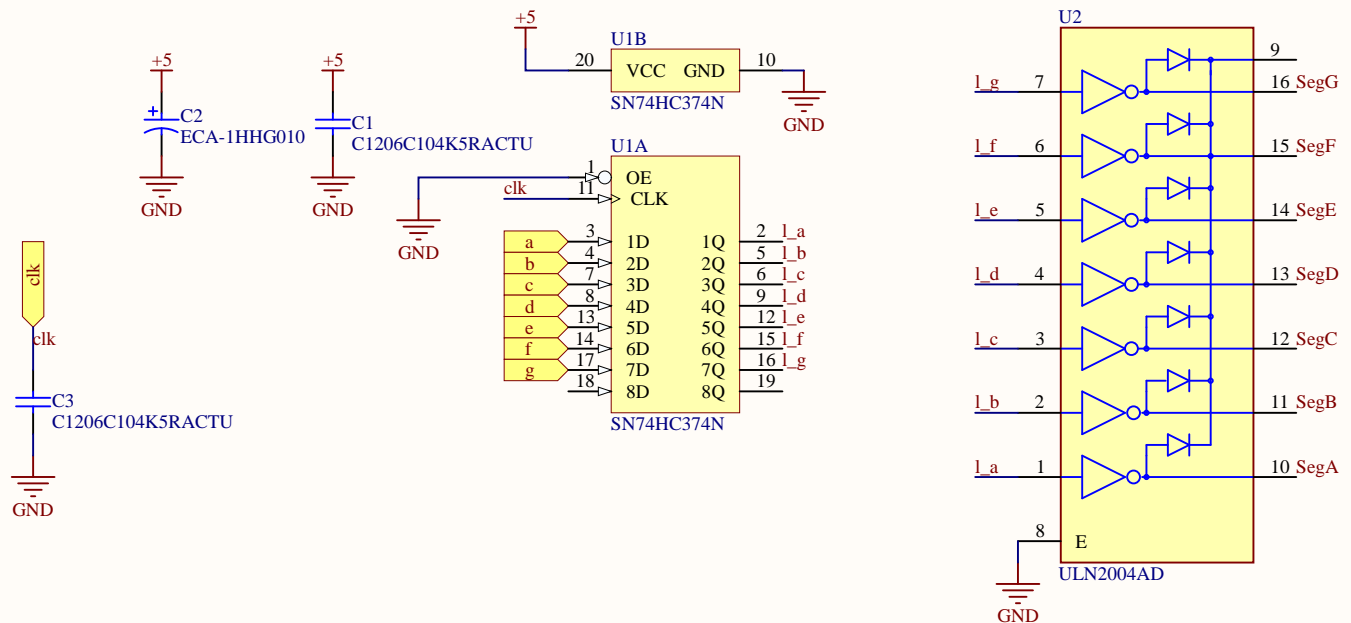 +5
C2
ECA-1HHG010
GND
+5
C1
C1206C104K5RACTU
GND
clk
clk
C3
C1206C104K5RACTU
GND
+5
U1B
20 VCC GND 10
SN74HC374N
GND
U1A
1 OE
clk 11 CLK
GND
a 3 1D 1Q 2 l_a
b 4 2D 2Q 5 l_b
c 7 3D 3Q 6 l_c
d 8 4D 4Q 9 l_d
e 13 5D 5Q 12 l_e
f 14 6D 6Q 15 l_f
g 17 7D 7Q 16 l_g
18 8D 8Q 19
SN74HC374N
U2
9
l_g 7 16 SegG
l_f 6 15 SegF
l_e 5 14 SegE
l_d 4 13 SegD
l_c 3 12 SegC
l_b 2 11 SegB
l_a 1 10 SegA
8 E
ULN2004AD
GND